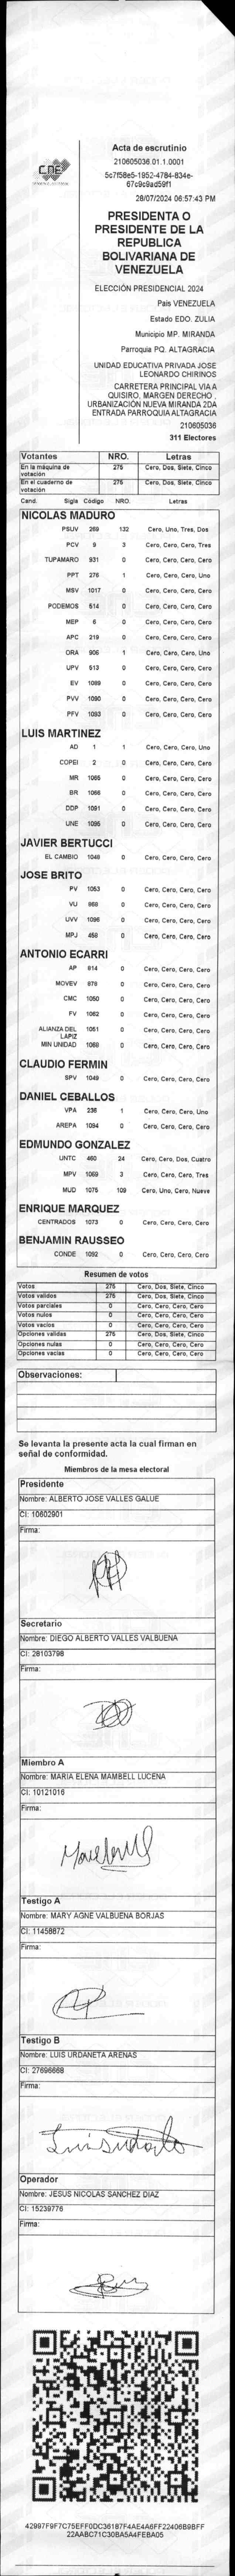 Acta de escrutinio
210605036.01.1.0001
5c7f58e5-1952-4784-834e-
67c9c9ad59f1
28/07/2024 06:57:43 PM
CNE
PRESIDENTA O
PRESIDENTE DE LA
REPUBLICA
BOLIVARIANA DE
VENEZUELA
ELECCIÓN PRESIDENCIAL 2024
Pais VENEZUELA
Estado EDO. ZULIA
Municipio MP. MIRANDA
Parroquia PQ. ALTAGRACIA
UNIDAD EDUCATIVA PRIVADA JOSE
LEONARDO CHIRINOS
CARRETERA PRINCIPAL VIA A
QUISIRO. MARGEN DERECHO .
URBANIZACIÓN NUEVA MIRANDA 2DA
ENTRADA PARROQUIA ALTAGRACIA
210605036
311 Electores
Votantes NRO. Letras
En la máquina de votación 275 Cero, Dos, Siete, Cinco
En el cuaderno de votación 275 Cero, Dos, Siete, Cinco
Cand. Sigla Código NRO. Letras
NICOLAS MADURO
PSUV 269 132 Cero, Uno, Tres, Dos
PCV 9 3 Cero, Cero, Cero, Tres
TUPAMARO 931 0 Cero, Cero, Cero, Cero
PPT 276 1 Cero, Cero, Cero, Uno
MSV 1017 0 Cero, Cero, Cero, Cero
PODEMOS 514 0 Cero, Cero, Cero, Cero
MEP 6 0 Cero, Cero, Cero, Cero
APC 219 0 Cero, Cero, Cero, Cero
ORA 906 1 Cero, Cero, Cero, Uno
UPV 513 0 Cero, Cero, Cero, Cero
EV 1089 0 Cero, Cero, Cero, Cero
PVV 1090 0 Cero, Cero, Cero, Cero
PFV 1093 0 Cero, Cero, Cero, Cero
LUIS MARTINEZ
AD 1 1 Cero, Cero, Cero, Uno
COPEI 2 0 Cero, Cero, Cero, Cero
MR 1065 0 Cero, Cero, Cero, Cero
BR 1066 0 Cero, Cero, Cero, Cero
DDP 1091 0 Cero, Cero, Cero, Cero
UNE 1095 0 Cero, Cero, Cero, Cero
JAVIER BERTUCCI
EL CAMBIO 1048 0 Cero, Cero, Cero, Cero
JOSE BRITO
PV 1053 0 Cero, Cero, Cero, Cero
VU 868 0 Cero, Cero, Cero, Cero
UVV 1096 0 Cero, Cero, Cero, Cero
MPJ 458 0 Cero, Cero, Cero, Cero
ANTONIO ECARRI
AP 814 0 Cero, Cero, Cero, Cero
MOVEV 878 0 Cero, Cero, Cero, Cero
CMC 1050 0 Cero, Cero, Cero, Cero
FV 1062 0 Cero, Cero, Cero, Cero
ALIANZA DEL LAPIZ 1051 0 Cero, Cero, Cero, Cero
MIN UNIDAD 1088 0 Cero, Cero, Cero, Cero
CLAUDIO FERMIN
SPV 1049 0 Cero, Cero, Cero, Cero
DANIEL CEBALLOS
VPA 238 1 Cero, Cero, Cero, Uno
AREPA 1094 0 Cero, Cero, Cero, Cero
EDMUNDO GONZALEZ
UNTC 460 24 Cero, Cero, Dos, Cuatro
MPV 1069 3 Cero, Cero, Cero, Tres
MUD 1075 109 Cero, Uno, Cero, Nueve
ENRIQUE MARQUEZ
CENTRADOS 1073 0 Cero, Cero, Cero, Cero
BENJAMIN RAUSSEO
CONDE 1092 0 Cero, Cero, Cero, Cero
Resumen de votos
Votos 275 Cero, Dos, Siete, Cinco
Votos validos 275 Cero, Dos, Siete, Cinco
Votos parciales 0 Cero, Cero, Cero, Cero
Votos nulos 0 Cero, Cero, Cero, Cero
Votos vacíos 0 Cero, Cero, Cero, Cero
Opciones validas 275 Cero, Dos, Siete, Cinco
Opciones nulas 0 Cero, Cero, Cero, Cero
Opciones vacías 0 Cero, Cero, Cero, Cero
Observaciones:
Se levanta la presente acta la cual firman en
señal de conformidad.
Miembros de la mesa electoral
Presidente
Nombre: ALBERTO JOSE VALLES GALUE
CI: 10602901
Firma:
Secretario
Nombre: DIEGO ALBERTO VALLES VALBUENA
CI: 28103798
Firma:
Miembro A
Nombre: MARIA ELENA MAMBELL LUCENA
CI: 10121016
Firma:
Testigo A
Nombre: MARY AGNE VALBUENA BORJAS
CI: 11458872
Firma:
Testigo B
Nombre: LUIS URDANETA ARENAS
CI: 27696668
Firma:
Operador
Nombre: JESUS NICOLAS SANCHEZ DIAZ
CI: 15239776
Firma:
42997F9F7C75EFF0DC36187F4AE4A6FF22406B9BFF
22AABC71C30BA5A4FEBA05